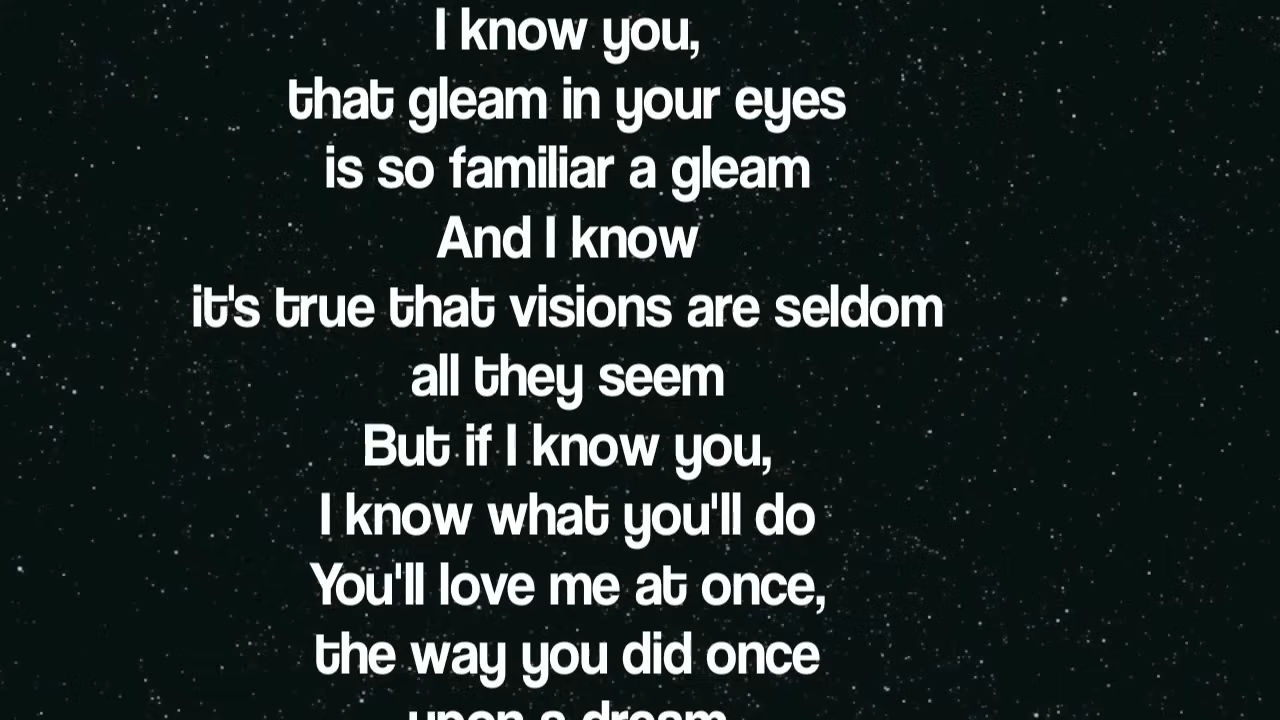 I know you,
that gleam in your eyes
is so familiar a gleam
And I know
it's true that visions are seldom
all they seem
But if I know you,
I know what you'll do
You'll love me at once,
the way you did once
upon a dream